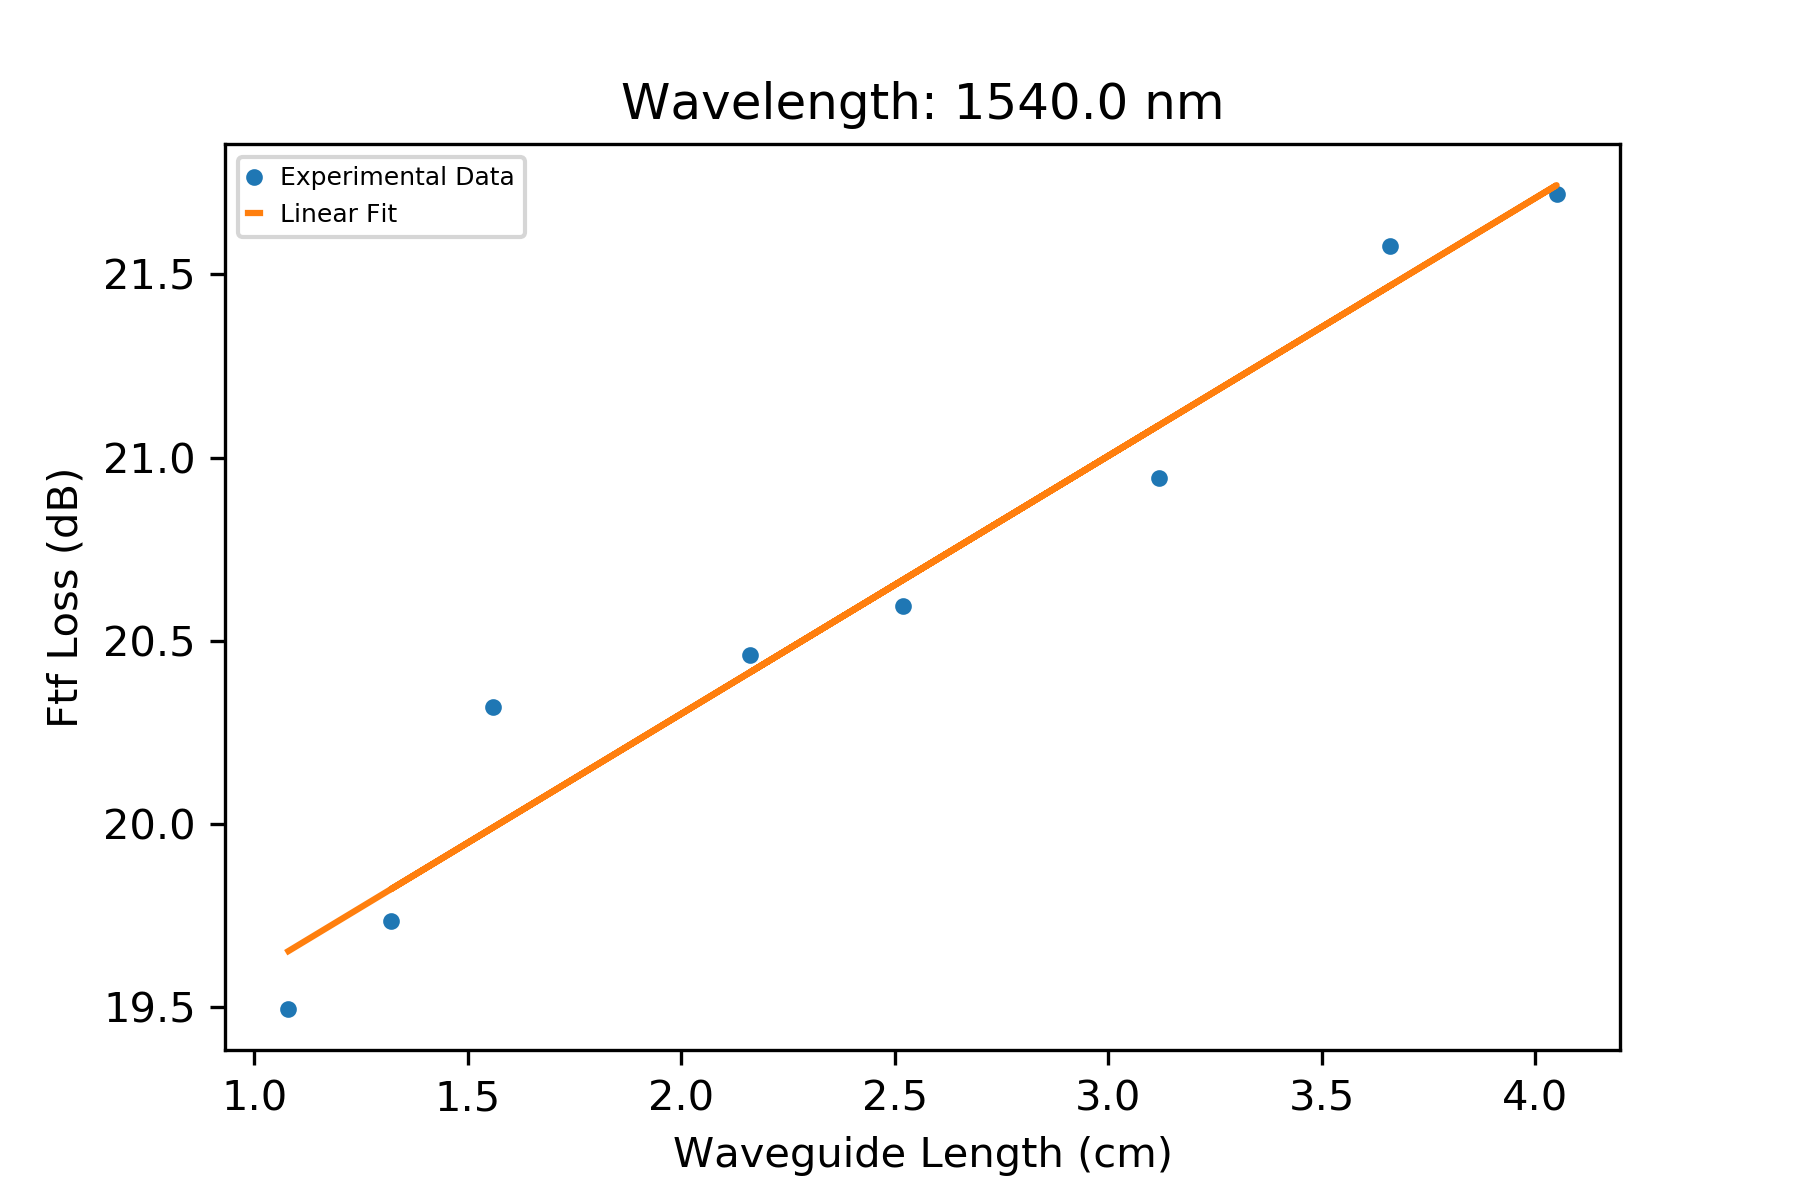 Wavelength: 1540.0 nm
Experimental Data
Linear Fit
21.5
21.0
20.5
20.0
19.5
Ftf Loss (dB)
1.0 1.5 2.0 2.5 3.0 3.5 4.0
Waveguide Length (cm)